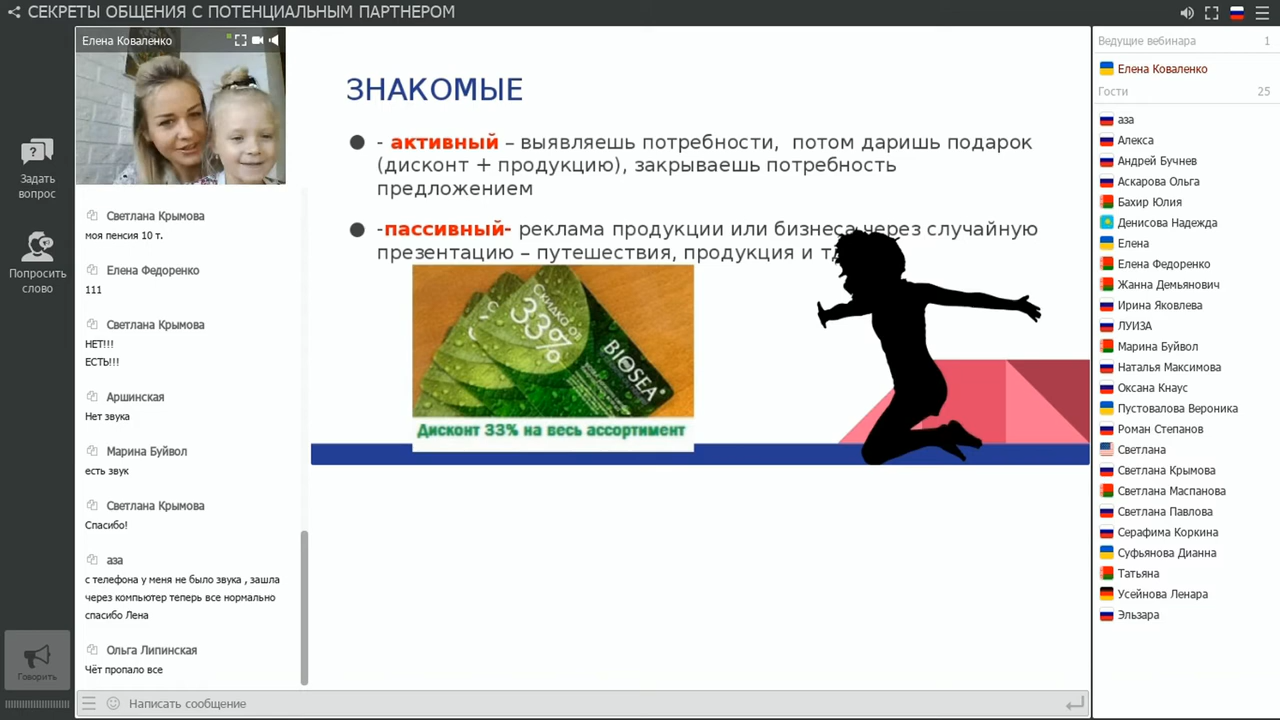 СЕКРЕТЫ ОБЩЕНИЯ С ПОТЕНЦИАЛЬНЫМ ПАРТНЕРОМ
Задать
вопрос
Попросить
слово
Говорить
Елена Коваленко
Светлана Крымова
моя пенсия 10 т.
Елена Федоренко
111
Светлана Крымова
НЕТ!!!
ЕСТЬ!!!
Аршинская
Нет звука
Марина Буйвол
есть звук
Светлана Крымова
Спасибо!
аза
с телефона у меня не было звука , зашла
через компьютер теперь все нормально
спасибо Лена
Ольга Липинская
Чёт пропало все
Написать сообщение
ЗНАКОМЫЕ
- активный – выявляешь потребности, потом даришь подарок
(дисконт + продукцию), закрываешь потребность
предложением
-пассивный- реклама продукции или бизнеса через случайную
презентацию – путешествия, продукция и
СКИДКА ОТ
33%
BIOSEA
Дисконт 33% на весь ассортимент
Ведущие вебинара 1
Елена Коваленко
Гости 25
аза
Алекса
Андрей Бучнев
Аскарова Ольга
Бахир Юлия
Денисова Надежда
Елена
Елена Федоренко
Жанна Демьянович
Ирина Яковлева
ЛУИЗА
Марина Буйвол
Наталья Максимова
Оксана Кнаус
Пустовалова Вероника
Роман Степанов
Светлана
Светлана Крымова
Светлана Маспанова
Светлана Павлова
Серафима Коркина
Суфьянова Дианна
Татьяна
Усейнова Ленара
Эльзара